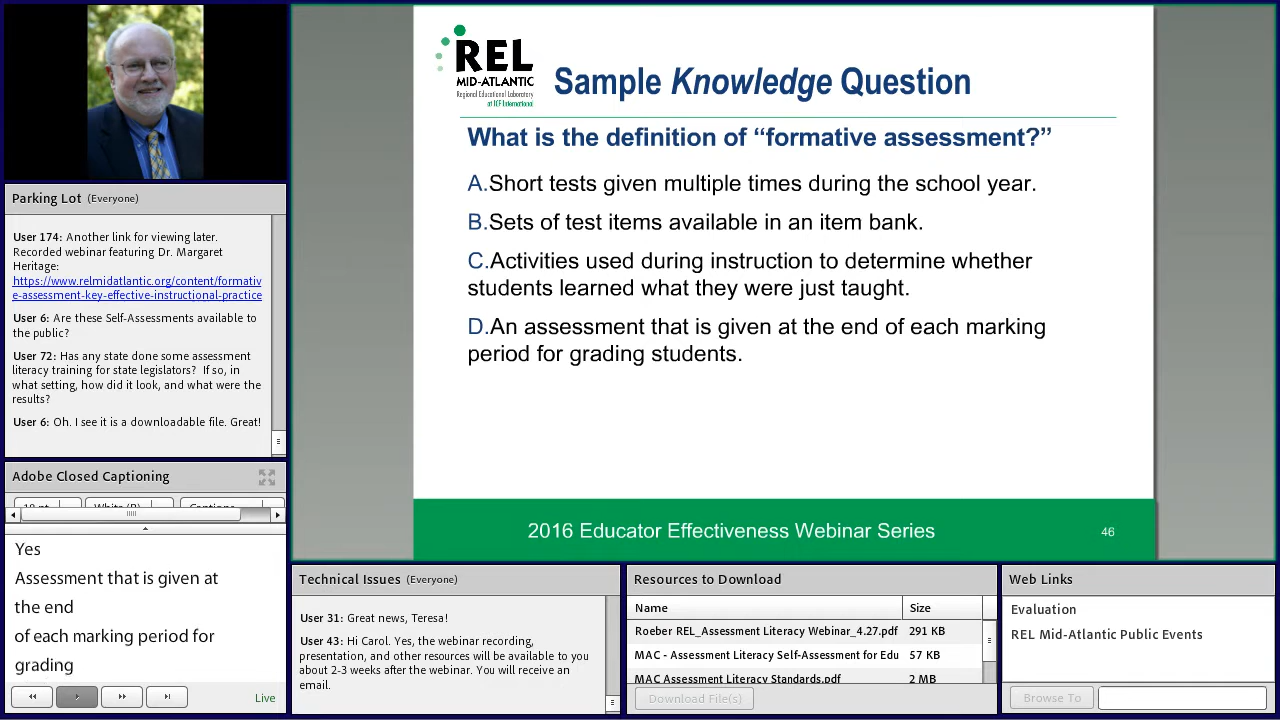 REL
MID-ATLANTIC
Regional Educational Laboratory
at ICF International
Sample Knowledge Question
What is the definition of “formative assessment?”
A.Short tests given multiple times during the school year.
B.Sets of test items available in an item bank.
C.Activities used during instruction to determine whether
students learned what they were just taught.
D.An assessment that is given at the end of each marking
period for grading students.
2016 Educator Effectiveness Webinar Series
46
Parking Lot (Everyone)
User 174: Another link for viewing later.
Recorded webinar featuring Dr. Margaret
Heritage:
https://www.relmidatlantic.org/content/formativ
e-assessment-key-effective-instructional-practice
User 6: Are these Self-Assessments available to
the public?
User 72: Has any state done some assessment
literacy training for state legislators?  If so, in
what setting, how did it look, and what were the
results?
User 6: Oh. I see it is a downloadable file. Great!
Adobe Closed Captioning
Yes
Assessment that is given at
the end
of each marking period for
grading
Live
Technical Issues (Everyone)
User 31: Great news, Teresa!
User 43: Hi Carol. Yes, the webinar recording,
presentation, and other resources will be available to you
about 2-3 weeks after the webinar. You will receive an
email.
Resources to Download
Name Size
Roeber REL_Assessment Literacy Webinar_4.27.pdf 291 KB
MAC - Assessment Literacy Self-Assessment for Edu 57 KB
MAC Assessment Literacy Standards.pdf 2 MB
Download File(s)
Web Links
Evaluation
REL Mid-Atlantic Public Events
Browse To